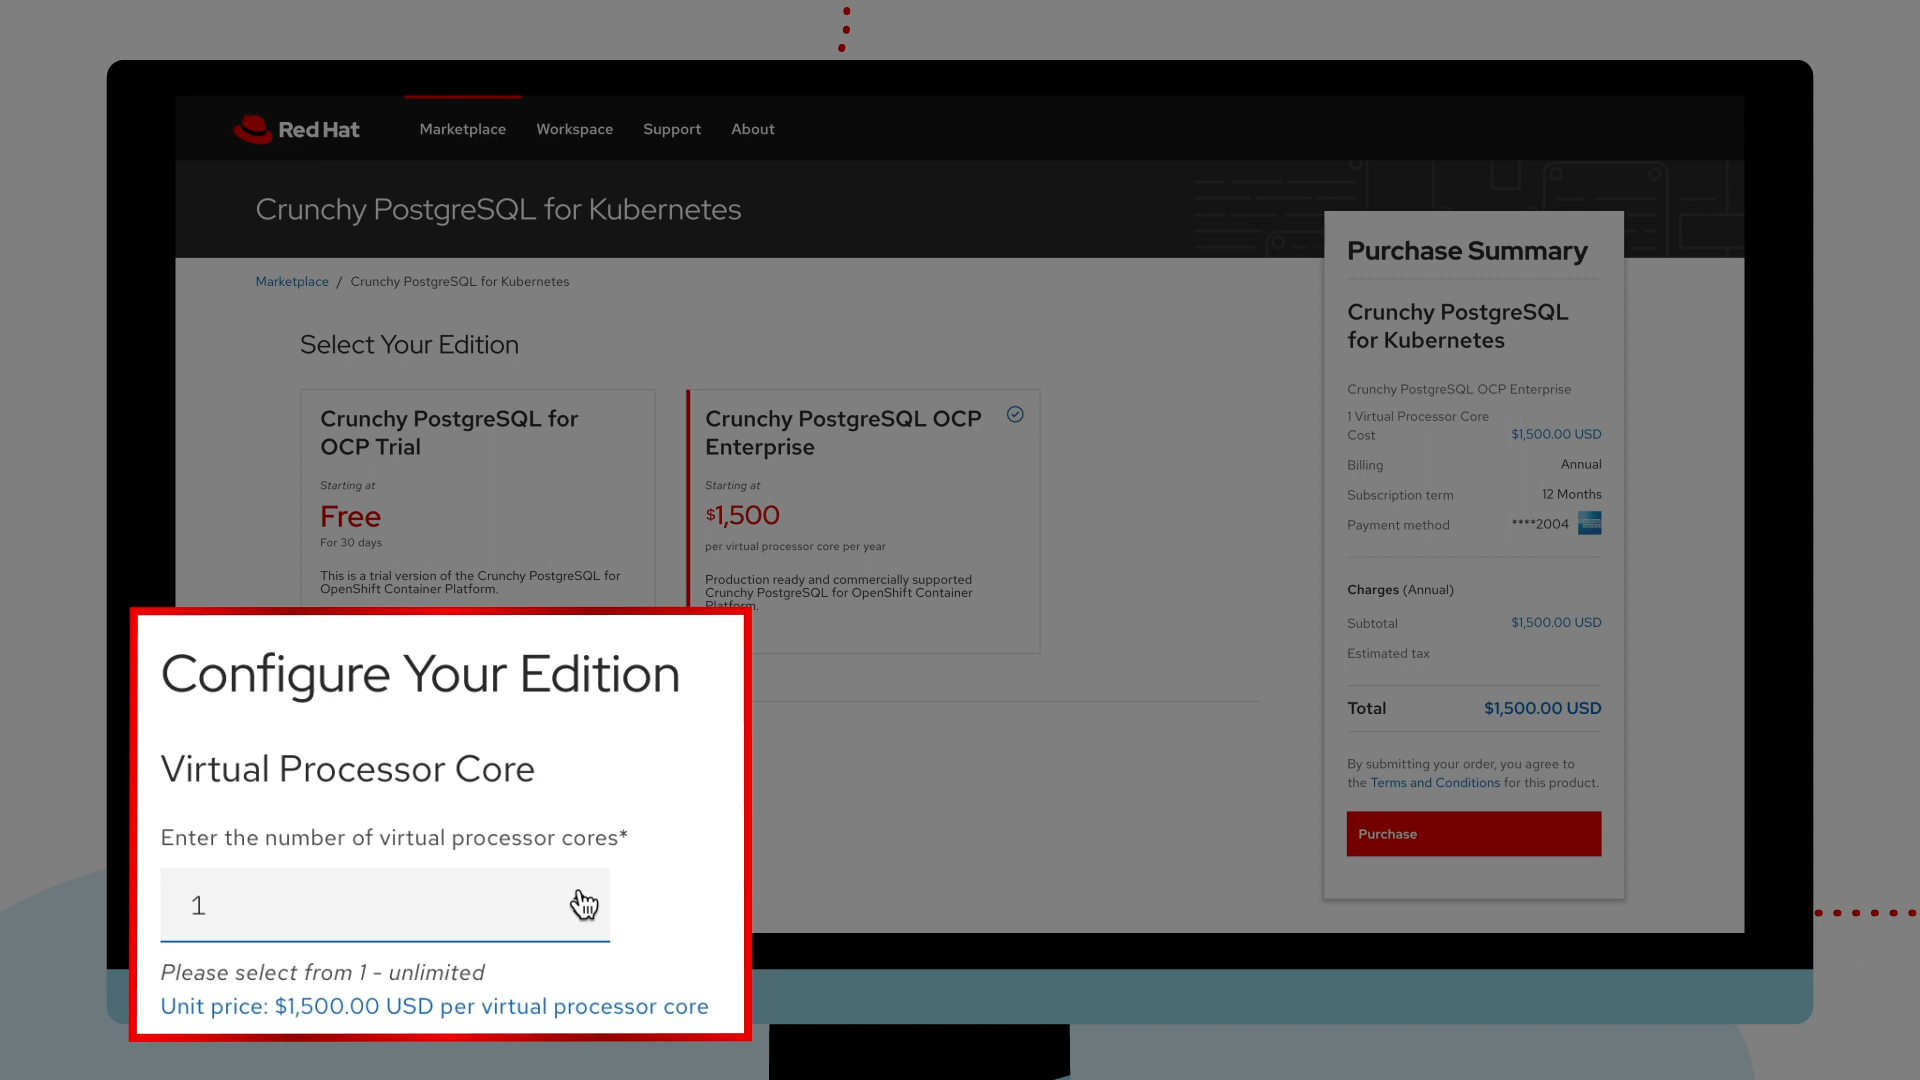 Red Hat
Marketplace
Workspace
Support
About
Crunchy PostgreSQL for Kubernetes
Marketplace / Crunchy PostgreSQL for Kubernetes
Select Your Edition
Crunchy PostgreSQL for
OCP Trial
Starting at
Free
For 30 days
This is a trial version of the Crunchy PostgreSQL for
OpenShift Container Platform.
Crunchy PostgreSQL OCP
Enterprise
Starting at
$1,500
per virtual processor core per year
Production ready and commercially supported
Crunchy PostgreSQL for OpenShift Container
Platform.
Configure Your Edition
Virtual Processor Core
Enter the number of virtual processor cores*
1
Please select from 1 - unlimited
Unit price: $1,500.00 USD per virtual processor core
Purchase Summary
Crunchy PostgreSQL
for Kubernetes
Crunchy PostgreSQL OCP Enterprise
1 Virtual Processor Core
Cost $1,500.00 USD
Billing Annual
Subscription term 12 Months
Payment method ****2004
Charges (Annual)
Subtotal $1,500.00 USD
Estimated tax
Total $1,500.00 USD
By submitting your order, you agree to
the Terms and Conditions for this product.
Purchase